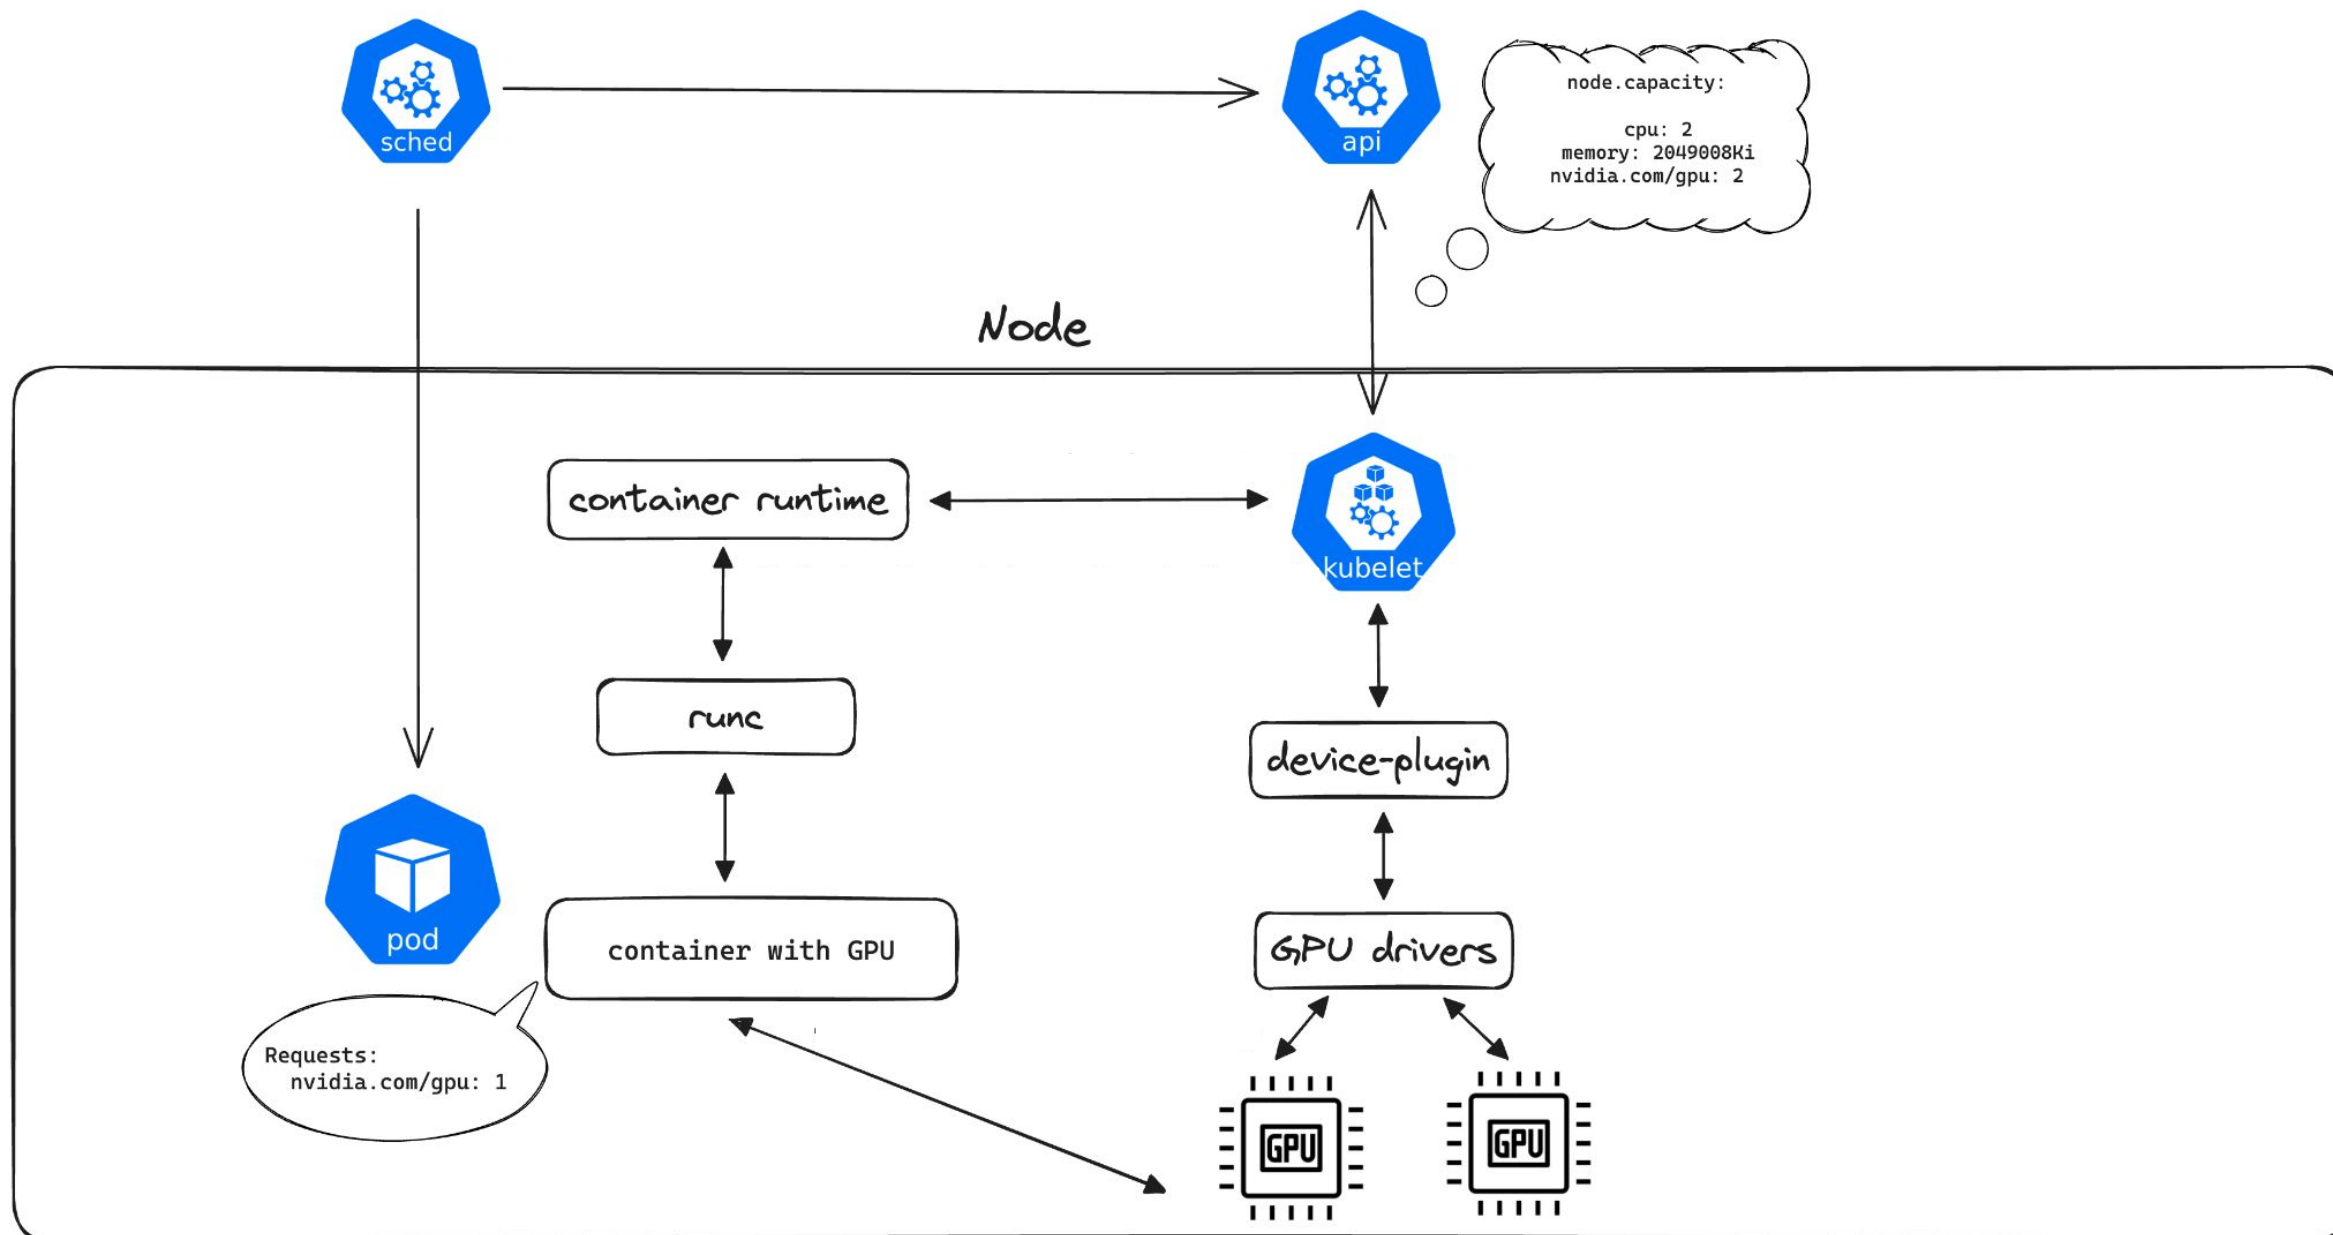 sched
api
node.capacity:
cpu: 2
memory: 2049008Ki
nvidia.com/gpu: 2
Node
container runtime
kubelet
runc
device-plugin
pod
container with GPU
GPU drivers
Requests:
nvidia.com/gpu: 1
GPU
GPU